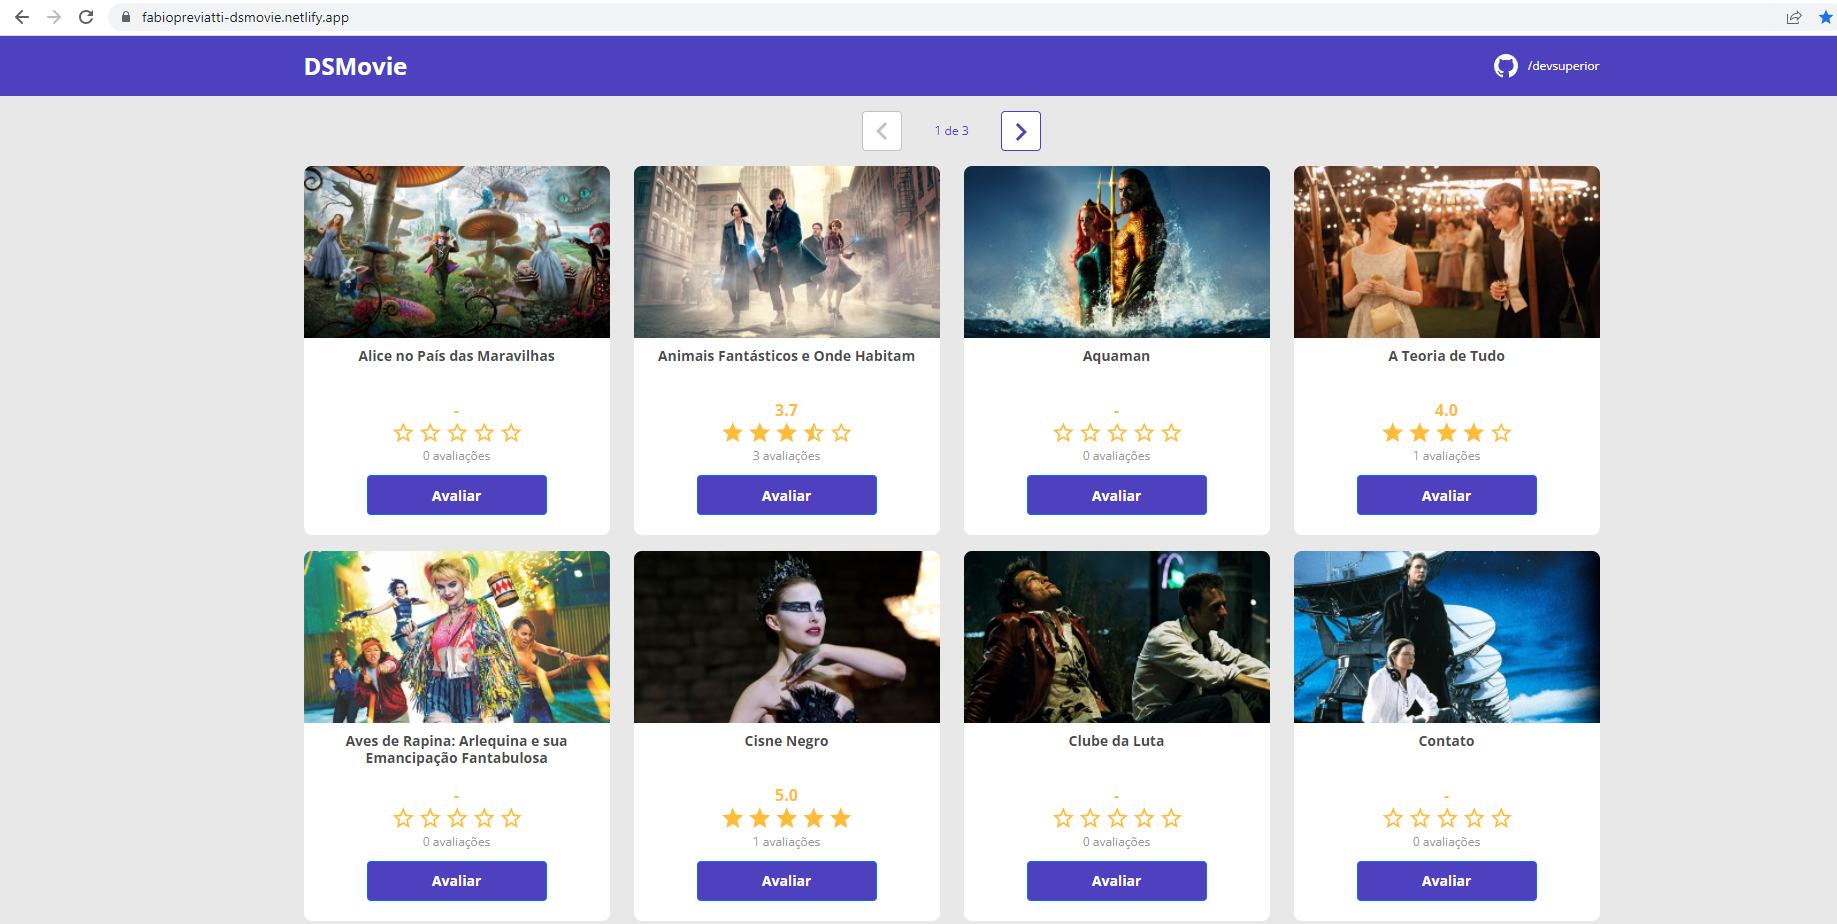 fabiopreviatti-dsmovie.netlify.app
DSMovie
/devsuperior
1 de 3
Alice no País das Maravilhas
-
0 avaliações
Avaliar
Animais Fantásticos e Onde Habitam
3.7
3 avaliações
Avaliar
Aquaman
-
0 avaliações
Avaliar
A Teoria de Tudo
4.0
1 avaliações
Avaliar
Aves de Rapina: Arlequina e sua
Emancipação Fantabulosa
-
0 avaliações
Avaliar
Cisne Negro
5.0
1 avaliações
Avaliar
Clube da Luta
-
0 avaliações
Avaliar
Contato
-
0 avaliações
Avaliar